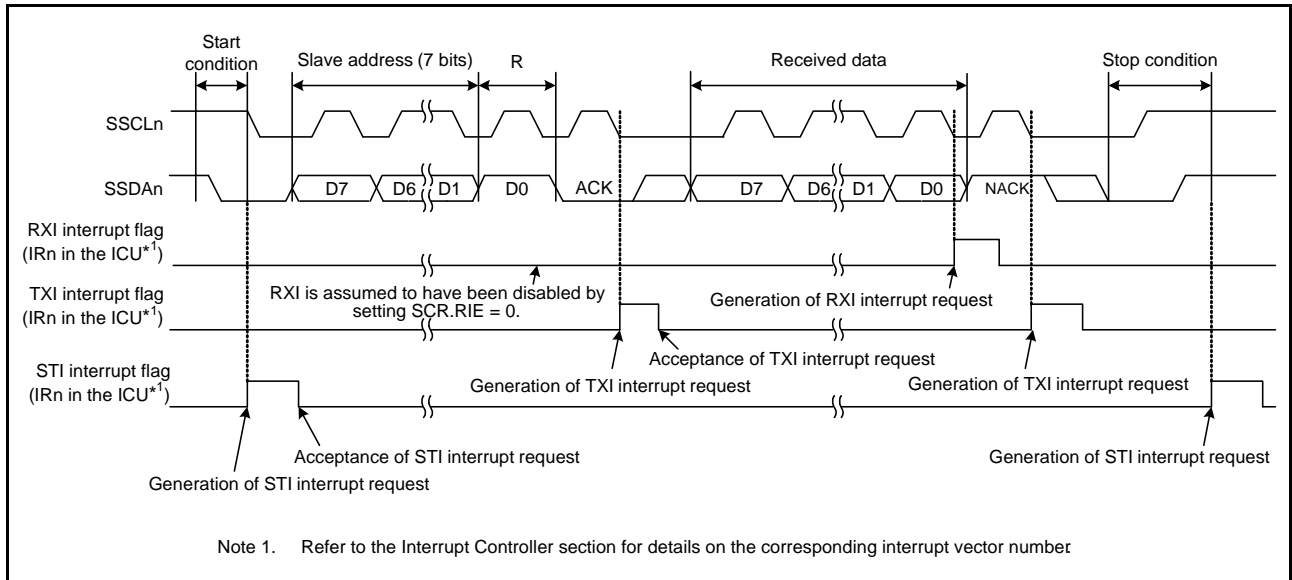 Start
condition
Slave address (7 bits)
R
Received data
Stop condition
SSCLn
SSDAn
D7
D6
D1
D0
ACK
D7
D6
D1
D0
NACK
RXI interrupt flag
(IRn in the ICU*1)
RXI is assumed to have been disabled by
setting SCR.RIE = 0.
Generation of RXI interrupt request
TXI interrupt flag
(IRn in the ICU*1)
Acceptance of TXI interrupt request
Generation of TXI interrupt request
Generation of TXI interrupt request
STI interrupt flag
(IRn in the ICU*1)
Acceptance of STI interrupt request
Generation of STI interrupt request
Generation of STI interrupt request
Note 1. Refer to the Interrupt Controller section for details on the corresponding interrupt vector number